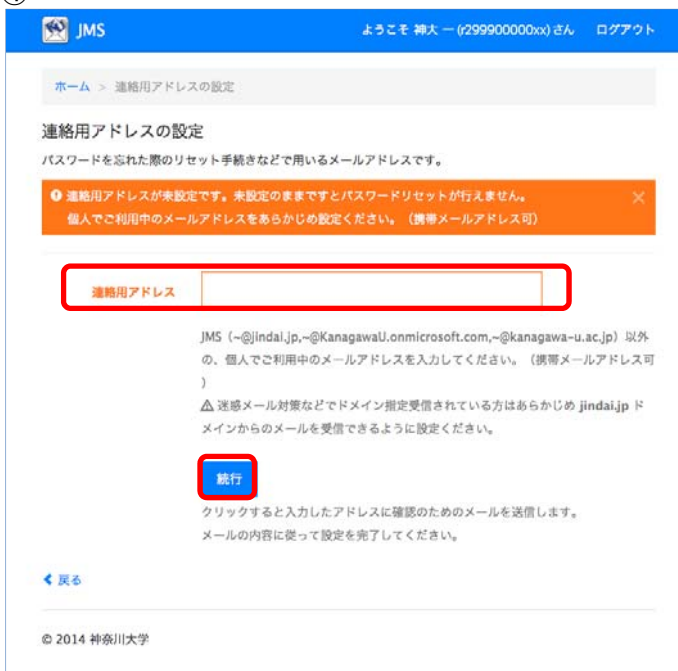 ④
JMS
ようこそ 神大 一 (r299900000xx) さん ログアウト
ホーム > 連絡用アドレスの設定
連絡用アドレスの設定
パスワードを忘れた際のリセット手続きなどで用いるメールアドレスです。
連絡用アドレスが未設定です。未設定のままですとパスワードリセットが行えません。
個人でご利用中のメールアドレスをあらかじめ設定ください。（携帯メールアドレス可）
連絡用アドレス
JMS（~@jindai.jp,~@KanagawaU.onmicrosoft.com,~@kanagawa-u.ac.jp）以外
の、個人でご利用中のメールアドレスを入力してください。（携帯メールアドレス可
）
⚠ 迷惑メール対策などでドメイン指定受信されている方はあらかじめ jindai.jp ド
メインからのメールを受信できるように設定ください。
続行
クリックすると入力したアドレスに確認のためのメールを送信します。
メールの内容に従って設定を完了してください。
戻る
© 2014 神奈川大学